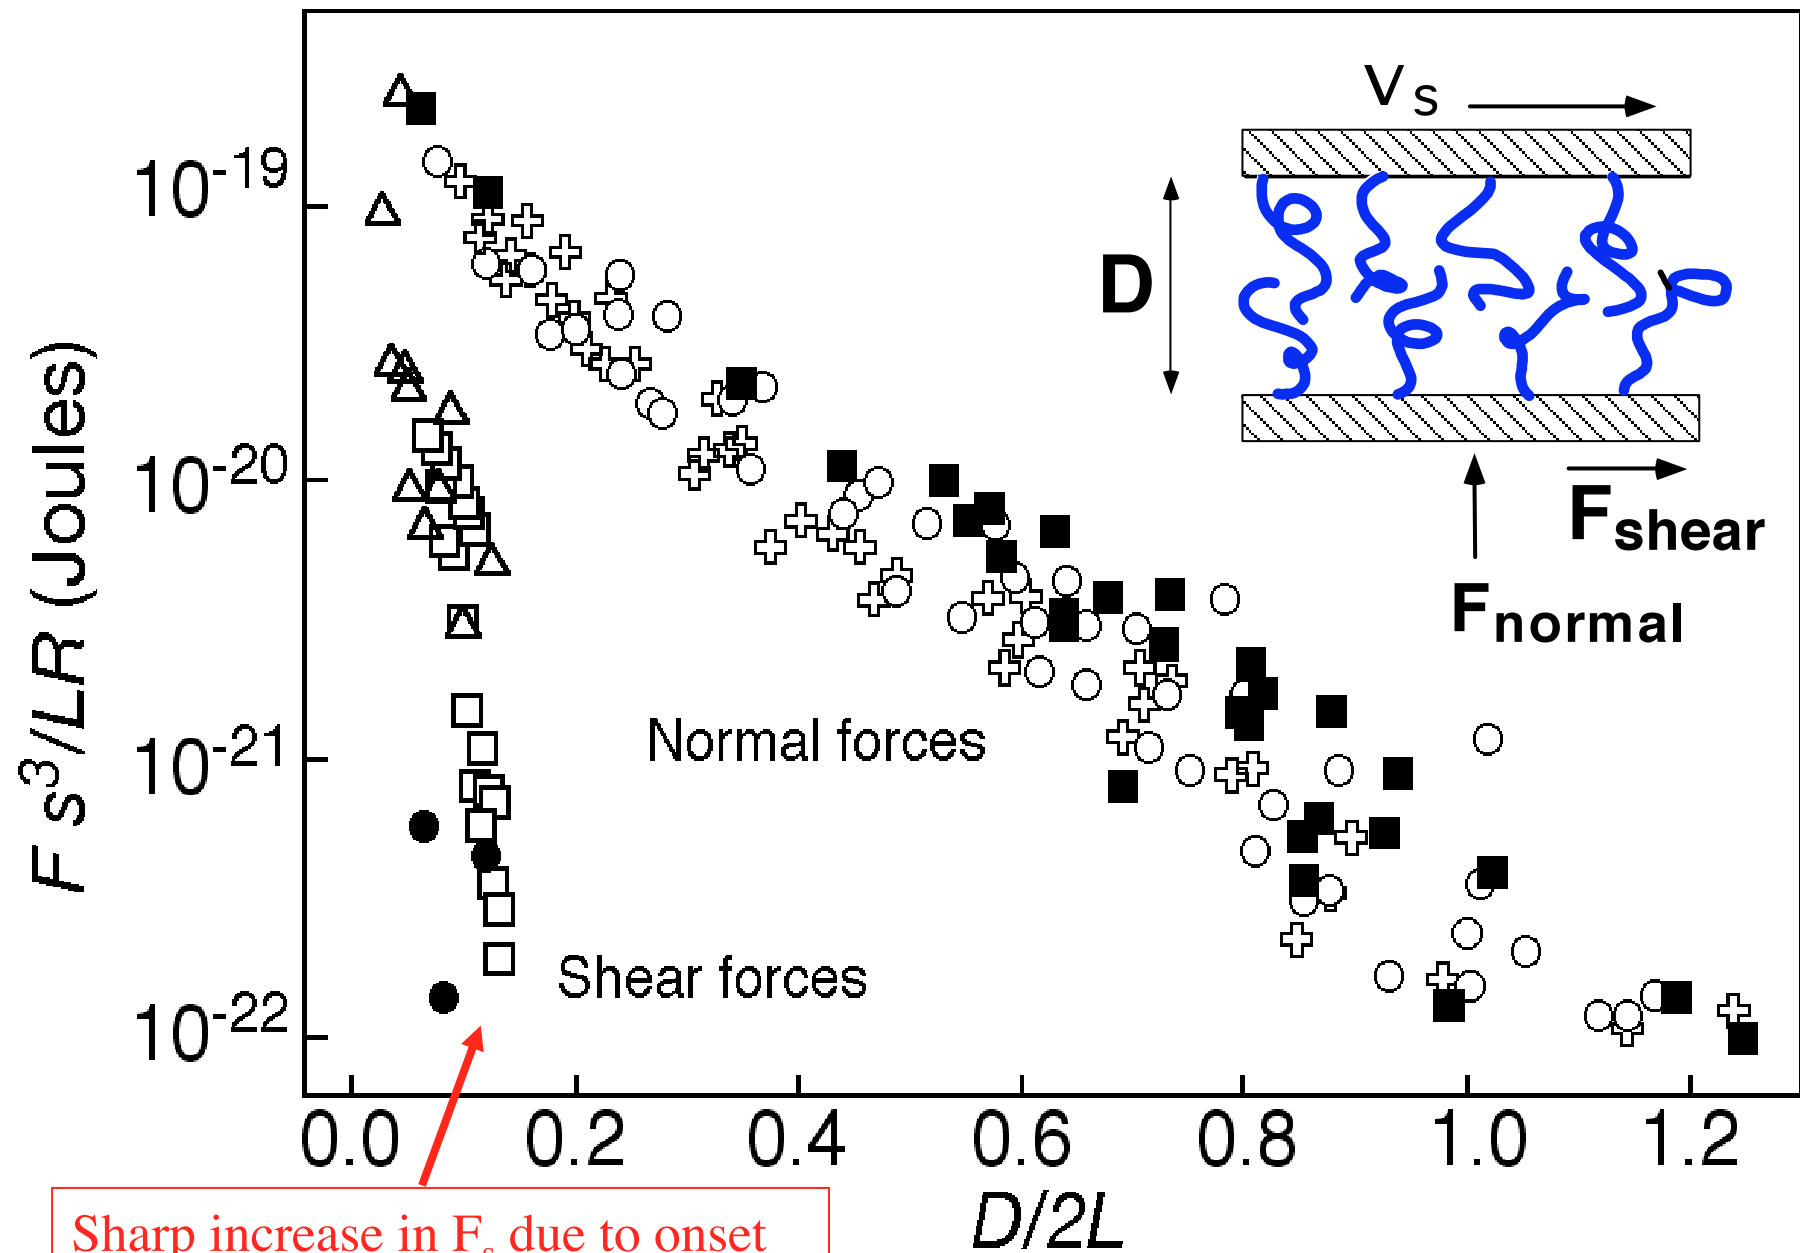 F s³/LR (Joules)
10⁻¹⁹
10⁻²⁰
10⁻²¹
10⁻²²
V s
D
F shear
F normal
Normal forces
Shear forces
0.0 0.2 0.4 0.6 0.8 1.0 1.2
D/2L
Sharp increase in Fₛ due to onset